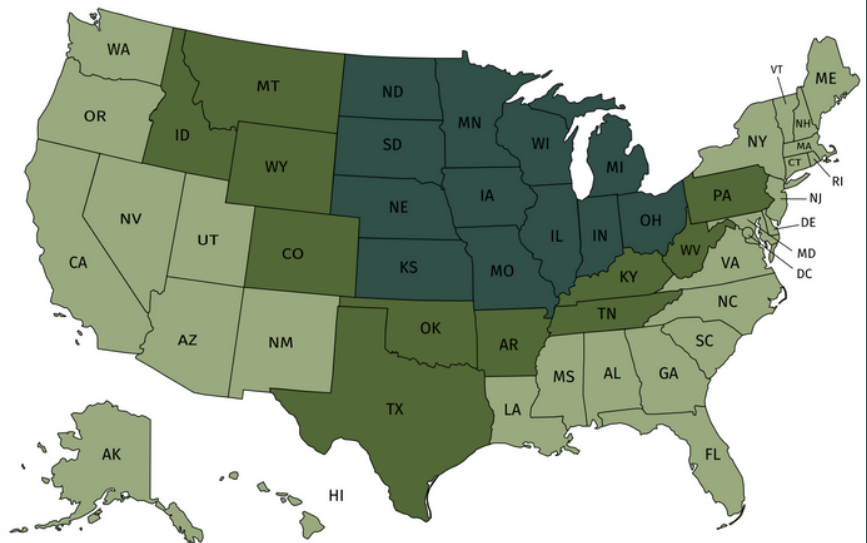 WA
MT
ND
MN
VT
ME
OR
ID
SD
WI
MI
NY
NH
MA
CT
RI
WY
NE
IA
PA
NJ
NV
UT
CO
KS
IL
IN
OH
DE
MD
DC
CA
MO
WV
VA
KY
NC
AZ
NM
OK
AR
TN
SC
TX
LA
MS
AL
GA
AK
HI
FL